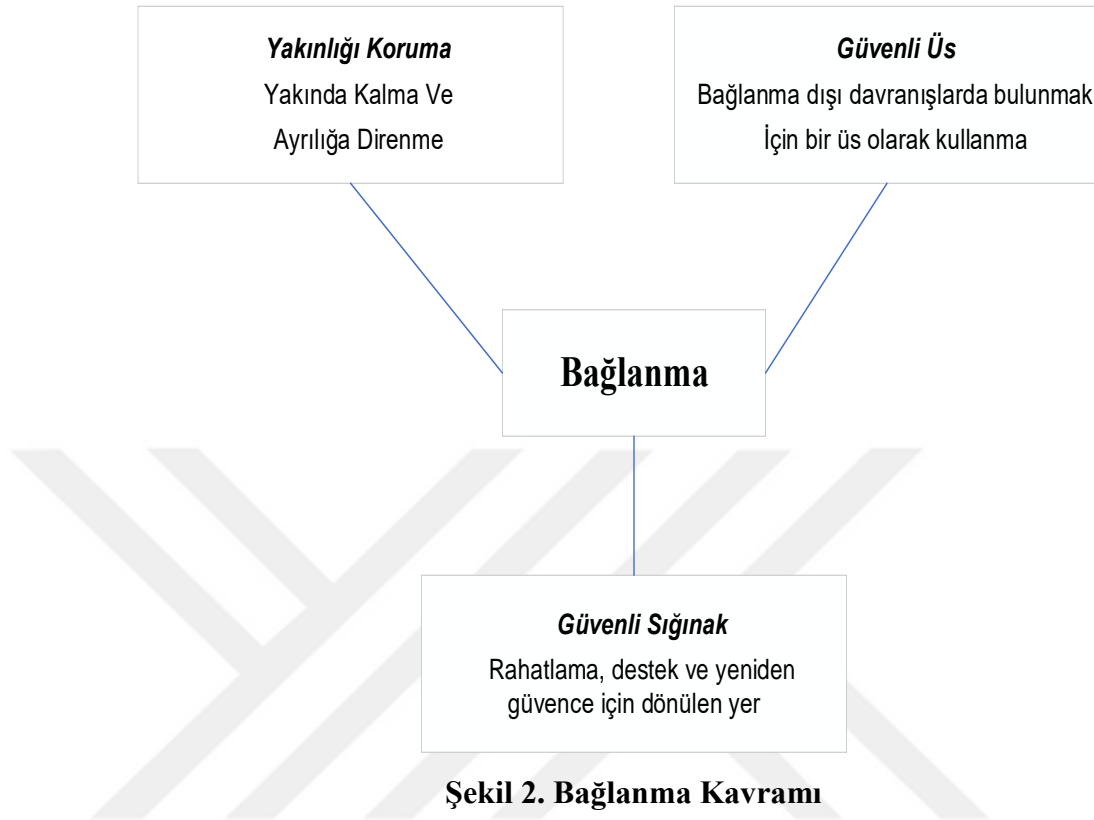 Yakınlığı Koruma
Yakında Kalma Ve
Ayrılığa Direnme
Güvenli Üs
Bağlanma dışı davranışlarda bulunmak
İçin bir üs olarak kullanma
Bağlanma
Güvenli Sığınak
Rahatlama, destek ve yeniden
güvence için dönülen yer
Şekil 2. Bağlanma Kavramı